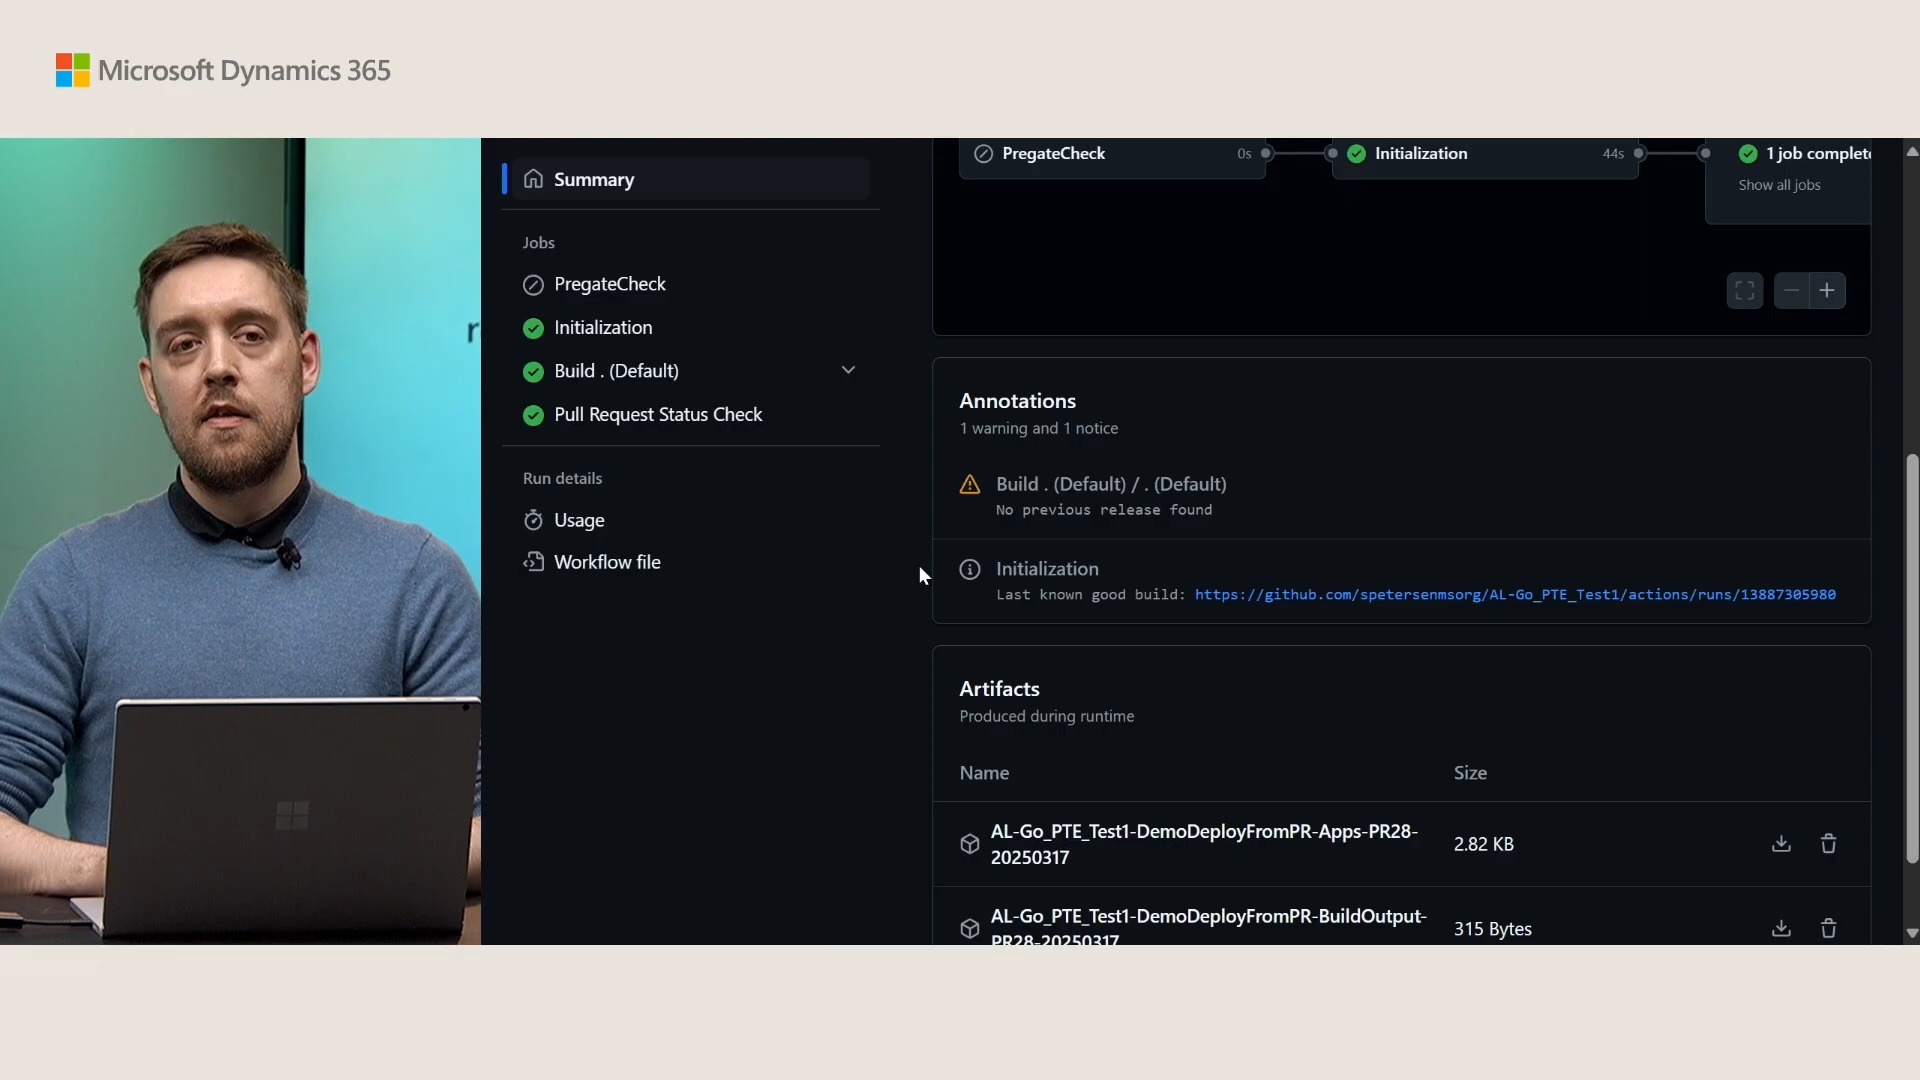 Microsoft Dynamics 365
Summary
Jobs
PregateCheck
Initialization
Build . (Default)
Pull Request Status Check
Run details
Usage
Workflow file
PregateCheck 0s
Initialization 44s
1 job complete
Show all jobs
Annotations
1 warning and 1 notice
Build . (Default) / . (Default)
No previous release found
Initialization
Last known good build: https://github.com/spetersenmsorg/AL-Go_PTE_Test1/actions/runs/13887305980
Artifacts
Produced during runtime
Name Size
AL-Go_PTE_Test1-DemoDeployFromPR-Apps-PR28-
20250317
2.82 KB
AL-Go_PTE_Test1-DemoDeployFromPR-BuildOutput-
PR28-20250317
315 Bytes